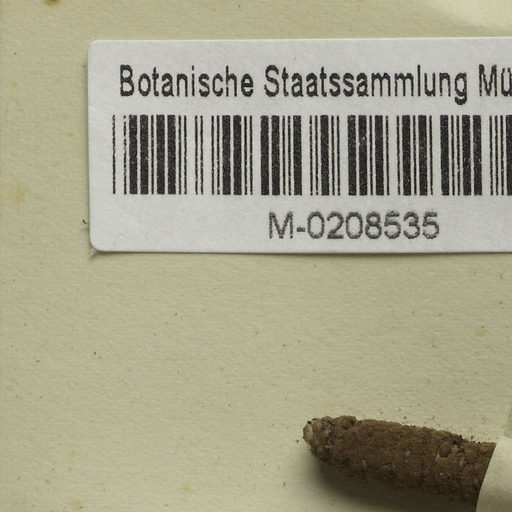 Botanische Staatssammlung Mü
M-0208535